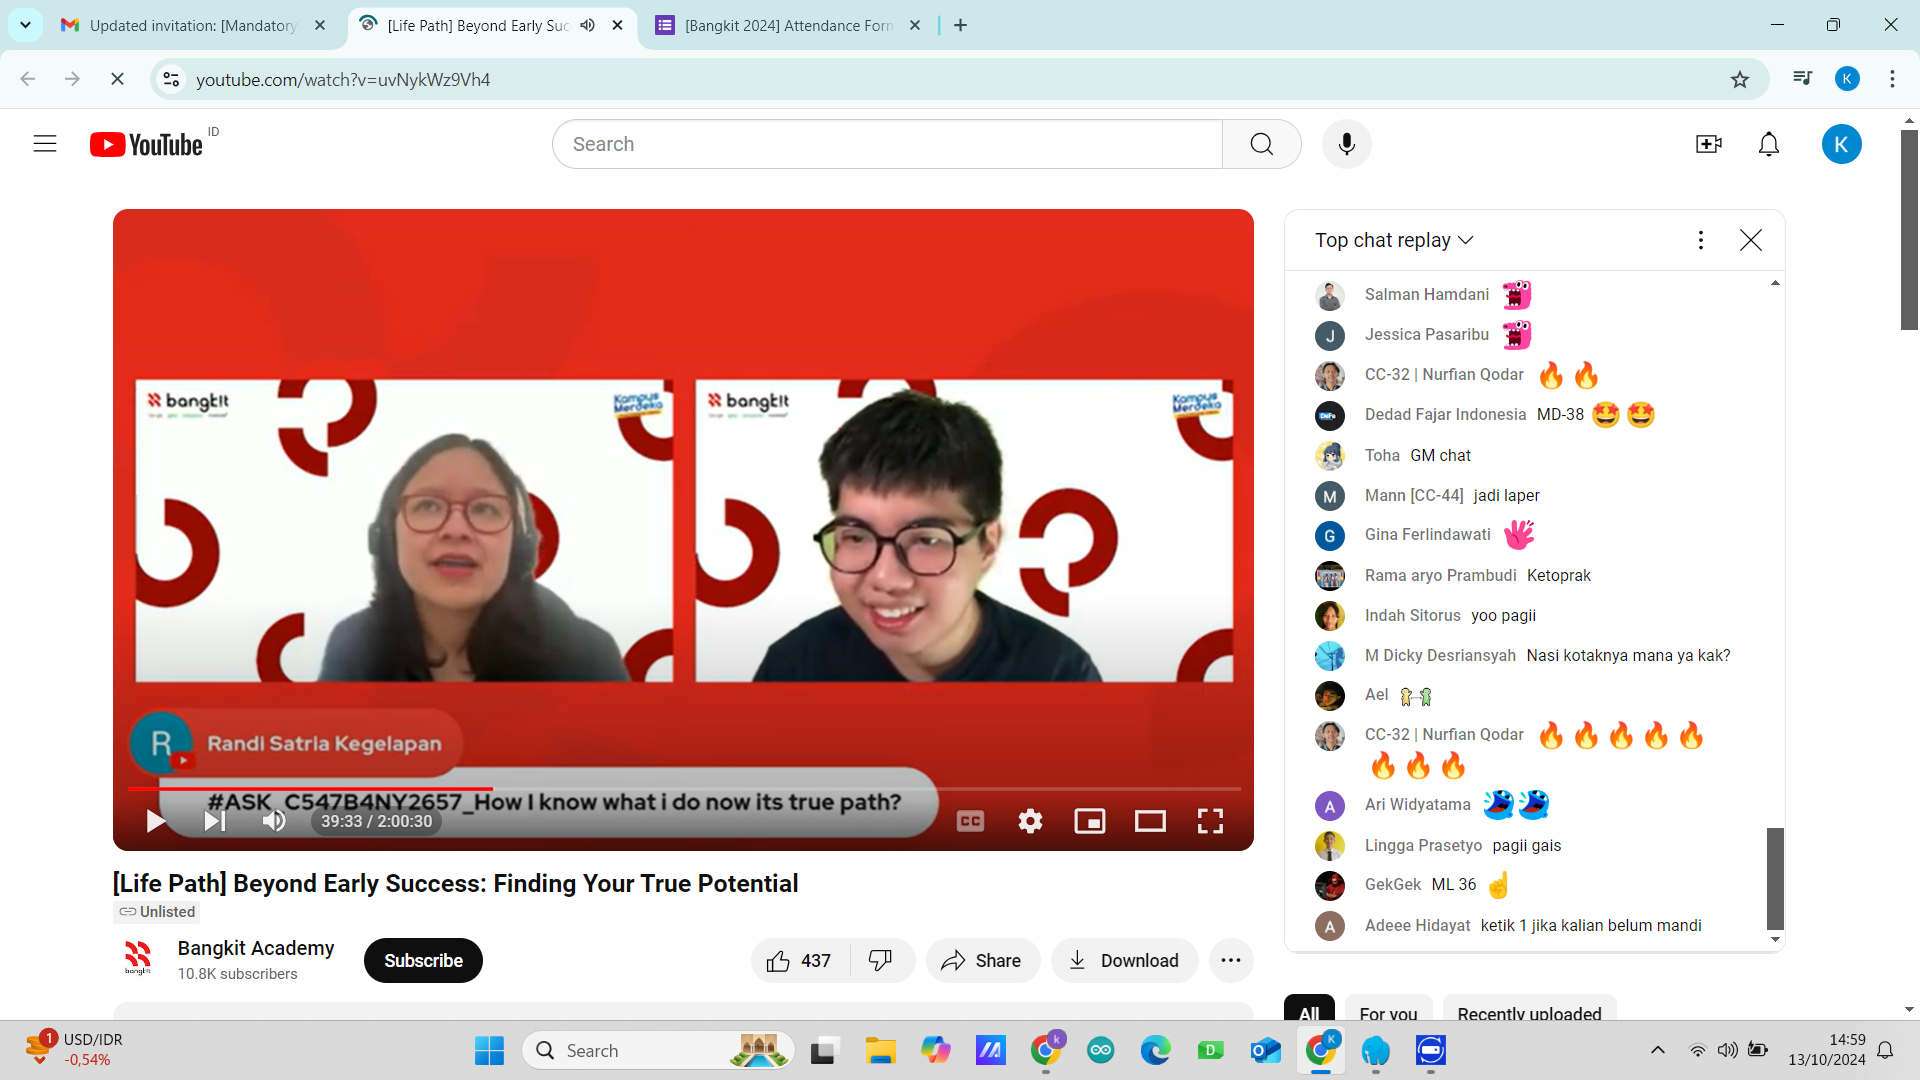 Updated invitation: [Mandatory
[Life Path] Beyond Early Suc
[Bangkit 2024] Attendance Form
youtube.com/watch?v=uvNykWz9Vh4
YouTube ID
Search
K
K
Top chat replay
Salman Hamdani
J Jessica Pasaribu
CC-32 | Nurfian Qodar
Dedad Fajar Indonesia MD-38
Toha GM chat
M Mann [CC-44] jadi laper
G Gina Ferlindawati
Rama aryo Prambudi Ketoprak
Indah Sitorus yoo pagii
M Dicky Desriansyah Nasi kotaknya mana ya kak?
Ael
CC-32 | Nurfian Qodar
A Ari Widyatama
Lingga Prasetyo pagii gais
GekGek ML 36
A Adeee Hidayat ketik 1 jika kalian belum mandi
bangkit
Kampus Merdeka
bangkit
Kampus Merdeka
R Randi Satria Kegelapan
#ASK_C547B4NY2657_How I know what i do now its true path?
39:33 / 2:00:30
CC
[Life Path] Beyond Early Success: Finding Your True Potential
Unlisted
bangkit
Bangkit Academy
10.8K subscribers
Subscribe
437
Share
Download
All
For you
Recently uploaded
1
USD/IDR
-0,54%
Search
k
D
K
14:59
13/10/2024